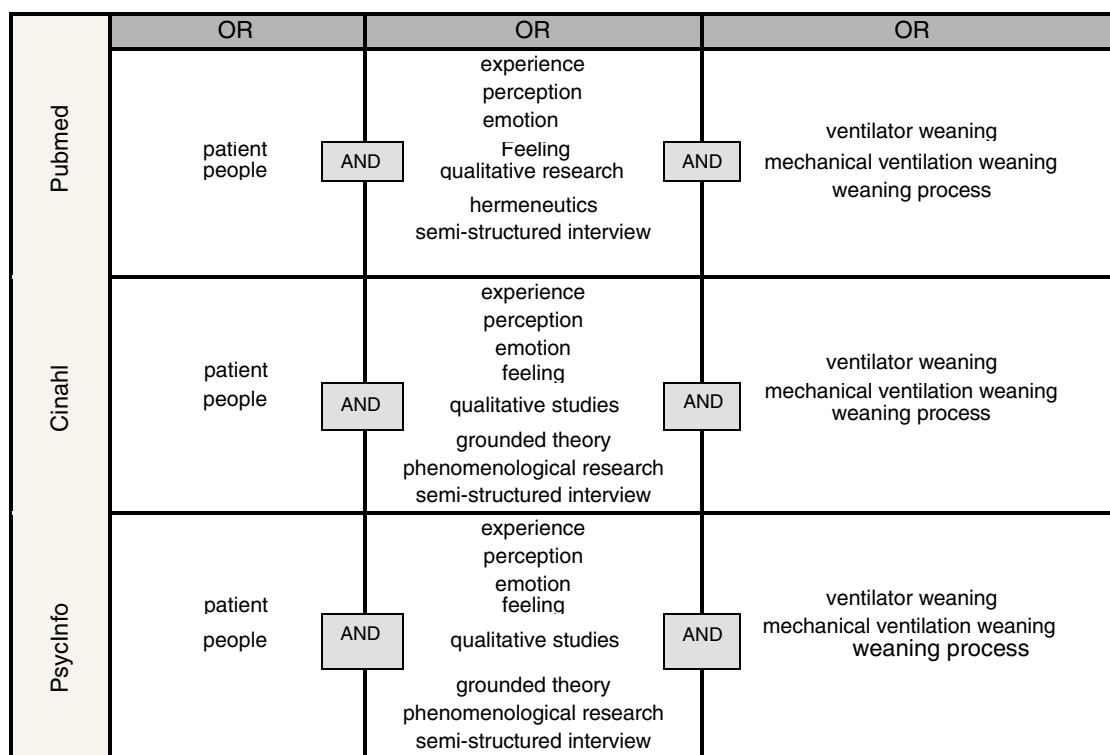 OR OR OR
Pubmed
patient
people
AND
experience
perception
emotion
Feeling
qualitative research
hermeneutics
semi-structured interview
AND
ventilator weaning
mechanical ventilation weaning
weaning process
Cinahl
patient
people
AND
experience
perception
emotion
feeling
qualitative studies
grounded theory
phenomenological research
semi-structured interview
AND
ventilator weaning
mechanical ventilation weaning
weaning process
PsycInfo
patient
people
AND
experience
perception
emotion
feeling
qualitative studies
grounded theory
phenomenological research
semi-structured interview
AND
ventilator weaning
mechanical ventilation weaning
weaning process